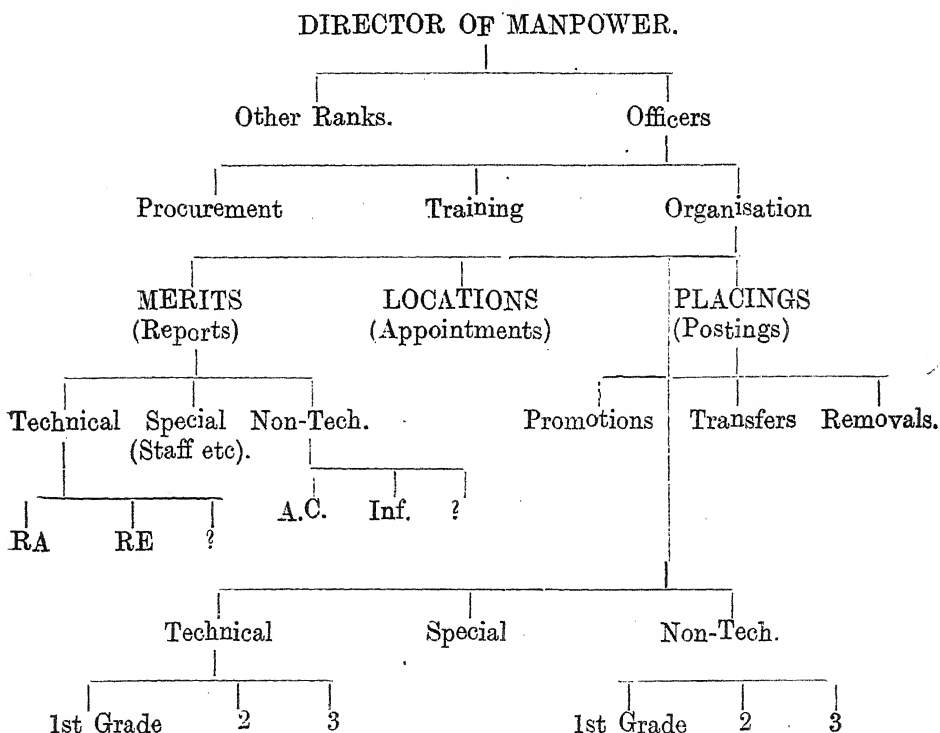 DIRECTOR OF MANPOWER.
Other Ranks. Officers
Procurement Training Organisation
MERITS LOCATIONS PLACINGS
(Reports) (Appointments) (Postings)
Technical Special Non-Tech. Promotions Transfers Removals.
(Staff etc).
A.C. Inf. ?
RA RE ?
Technical Special Non-Tech.
1st Grade 2 3 1st Grade 2 3